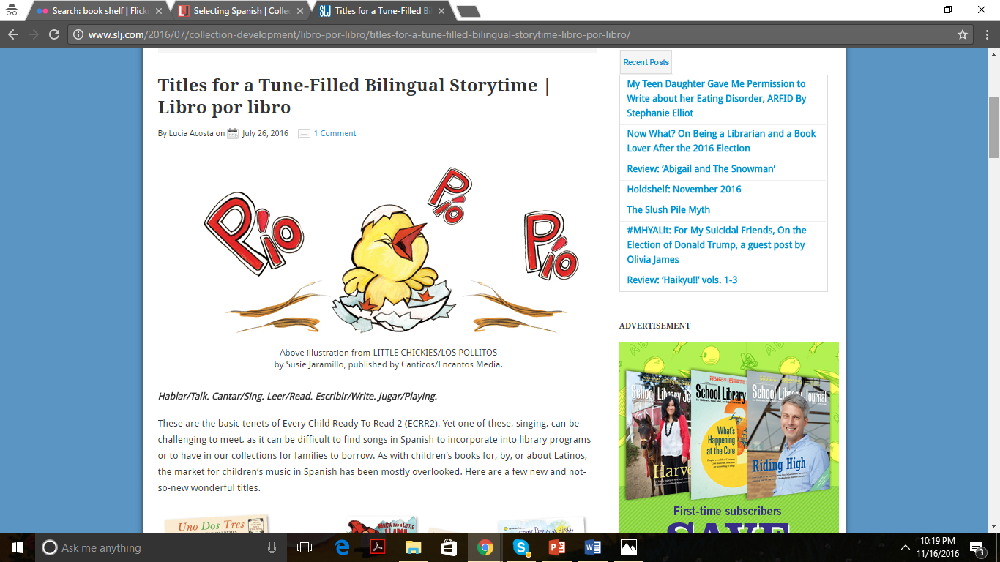 Search: book shelf | Flick
Selecting Spanish | Colle
SLJ Titles for a Tune-Filled Bi
www.slj.com/2016/07/collection-development/libro-por-libro/titles-for-a-tune-filled-bilingual-storytime-libro-por-libro/
Titles for a Tune-Filled Bilingual Storytime |
Libro por libro
By Lucia Acosta on July 26, 2016 1 Comment
Pío
Pío
Pío
Above illustration from LITTLE CHICKIES/LOS POLLITOS
by Susie Jaramillo, published by Canticos/Encantos Media.
Hablar/Talk. Cantar/Sing. Leer/Read. Escribir/Write. Jugar/Playing.
These are the basic tenets of Every Child Ready To Read 2 (ECRR2). Yet one of these, singing, can be
challenging to meet, as it can be difficult to find songs in Spanish to incorporate into library programs
or to have in our collections for families to borrow. As with children's books for, by, or about Latinos,
the market for children's music in Spanish has been mostly overlooked. Here are a few new and not-
so-new wonderful titles.
Uno Dos Tres
Recent Posts
My Teen Daughter Gave Me Permission to
Write about her Eating Disorder, ARFID By
Stephanie Elliot
Now What? On Being a Librarian and a Book
Lover After the 2016 Election
Review: 'Abigail and The Snowman'
Holdshelf: November 2016
The Slush Pile Myth
#MHYALit: For My Suicidal Friends, On the
Election of Donald Trump, a guest post by
Olivia James
Review: 'Haikyu!!' vols. 1-3
ADVERTISEMENT
School Library Jo
Harve
School Library
What's
Happening
at the Core
School Library Journal
Riding High
First-time subscribers
SAVE
Ask me anything
10:19 PM
11/16/2016
3